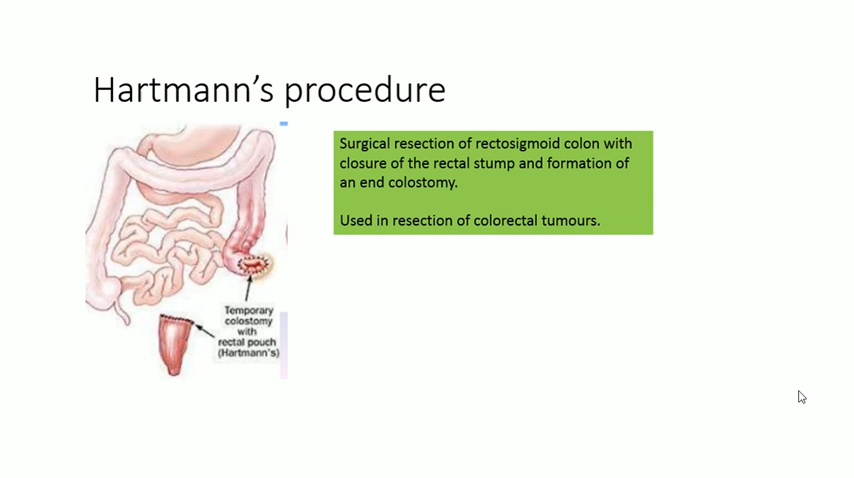 Hartmann’s procedure
Surgical resection of rectosigmoid colon with
closure of the rectal stump and formation of
an end colostomy.
Used in resection of colorectal tumours.
Temporary
colostomy
with
rectal pouch
(Hartmann's)